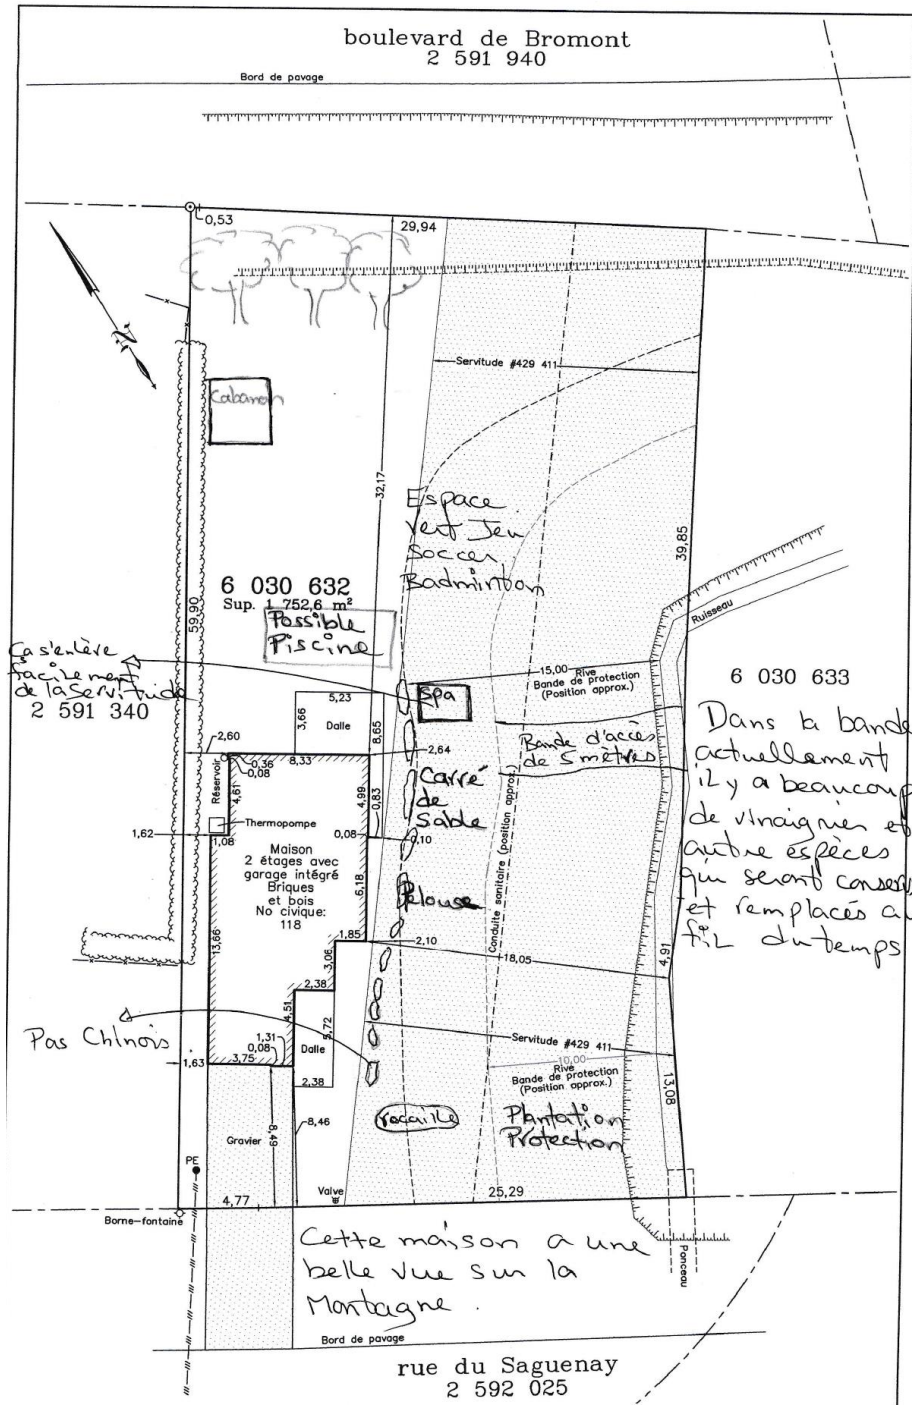 boulevard de Bromont
2 591 940
Bord de pavage
0,53
29,94
Servitude #429 411
Cabanon
32,17
Espace
vert Jeu
Soccer
Badminton
39,85
59,90
6 030 632
Sup. 1 752,6 m²
Possible
Piscine
Ruisseau
Ca s'enlève
facilement
de la Servitude
2 591 340
15,00
Rive
Bande de protection
(Position approx.)
6 030 633
spa
5,23
3,66
Dalle
8,65
Dans la bande
actuellement
il y a beaucoup
de vinaigrier et
autre espèces
qui seront conserv
et remplacés au
fil du temps
Bande d'accès
de 5 mètres
2,60
2,64
0,36
0,08
8,33
Réservoir
4,61
4,99
0,83
Carré
de
Sable
Thermopompe
1,62
1,08
0,08
0,10
Maison
2 étages avec
garage intégré
Briques
et bois
No civique:
118
6,18
Conduite sanitaire (position approx.)
Pelouse
13,66
1,85
2,10
3,06
18,05
4,91
2,38
4,51
5,72
Pas Chinois
1,31
0,08
3,75
Dalle
1,63
2,38
Servitude #429 411
10,00
Rive
Bande de protection
(Position approx.)
13,08
8,49
8,46
rocaille
Plantation
Protection
Gravier
PE
Valve
4,77
25,29
Borne-fontaine
Ponceau
Cette maison a une
belle vue sur la
Montagne.
Bord de pavage
rue du Saguenay
2 592 025